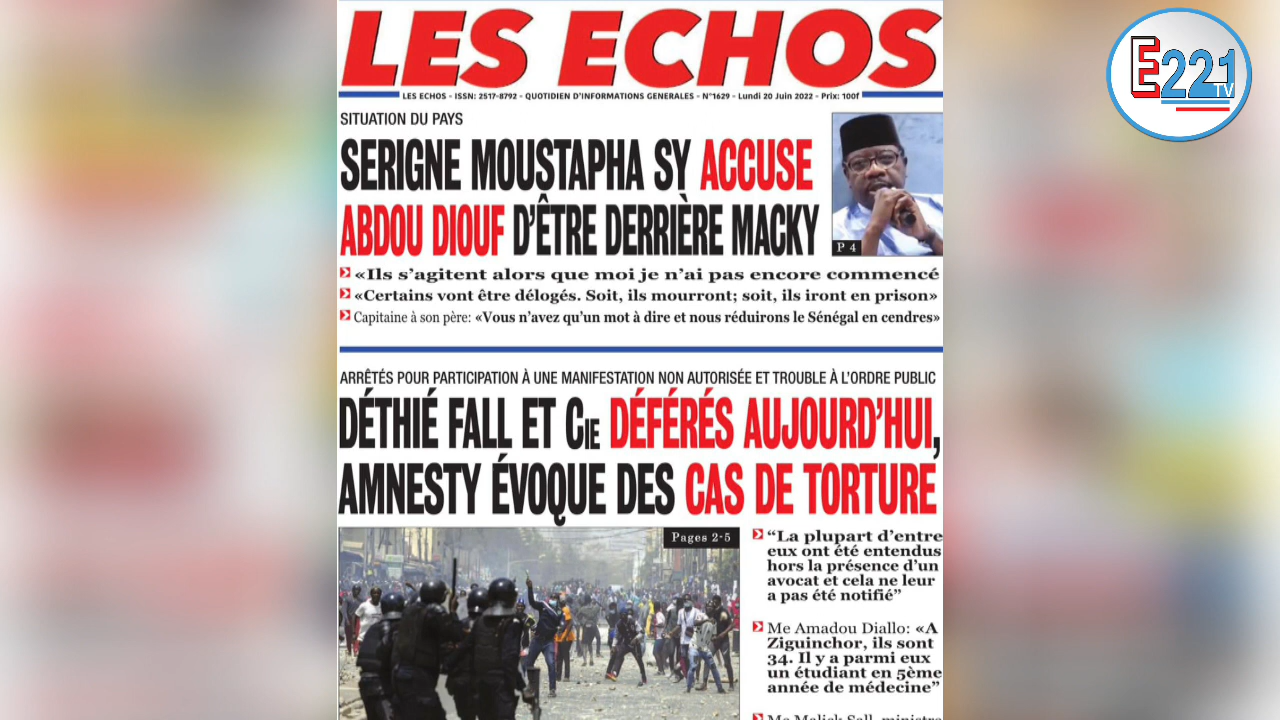 LES ECHOS
LES ECHOS - ISSN: 2517-8792 - QUOTIDIEN D'INFORMATIONS GENERALES - N°1629 - Lundi 20 Juin 2022 - Prix: 100f
E221
TV
SITUATION DU PAYS
SERIGNE MOUSTAPHA SY ACCUSE
ABDOU DIOUF D'ÊTRE DERRIÈRE MACKY
P 4
«Ils s'agitent alors que moi je n'ai pas encore commencé
«Certains vont être délogés. Soit, ils mourront; soit, ils iront en prison»
Capitaine à son père: «Vous n'avez qu'un mot à dire et nous réduirons le Sénégal en cendres»
ARRÊTÉS POUR PARTICIPATION À UNE MANIFESTATION NON AUTORISÉE ET TROUBLE À L'ORDRE PUBLIC
DÉTHIÉ FALL ET CIE DÉFÉRÉS AUJOURD'HUI,
AMNESTY ÉVOQUE DES CAS DE TORTURE
Pages 2-5
"La plupart d'entre
eux ont été entendus
hors la présence d'un
avocat et cela ne leur
a pas été notifié"
Me Amadou Diallo: «A
Ziguinchor, ils sont
34. Il y a parmi eux
un étudiant en 5ème
année de médecine"
Me Malick Sall, ministre